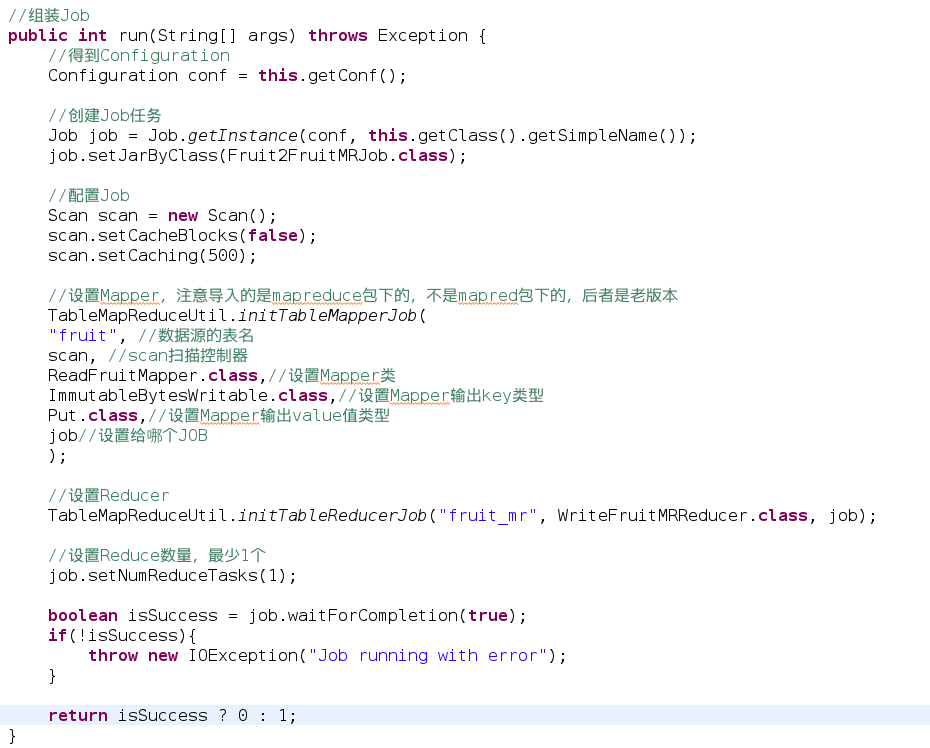 //组装Job
public int run(String[] args) throws Exception {
    //得到Configuration
    Configuration conf = this.getConf();
    //创建Job任务
    Job job = Job.getInstance(conf, this.getClass().getSimpleName());
    job.setJarByClass(Fruit2FruitMRJob.class);
    //配置Job
    Scan scan = new Scan();
    scan.setCacheBlocks(false);
    scan.setCaching(500);
    //设置Mapper，注意导入的是mapreduce包下的，不是mapred包下的，后者是老版本
    TableMapReduceUtil.initTableMapperJob(
    "fruit", //数据源的表名
    scan, //scan扫描控制器
    ReadFruitMapper.class,//设置Mapper类
    ImmutableBytesWritable.class,//设置Mapper输出key类型
    Put.class,//设置Mapper输出value值类型
    job//设置给哪个JOB
    );
    //设置Reducer
    TableMapReduceUtil.initTableReducerJob("fruit_mr", WriteFruitMRReducer.class, job);
    //设置Reduce数量，最少1个
    job.setNumReduceTasks(1);
    boolean isSuccess = job.waitForCompletion(true);
    if(!isSuccess){
        throw new IOException("Job running with error");
    }
    return isSuccess ? 0 : 1;
}